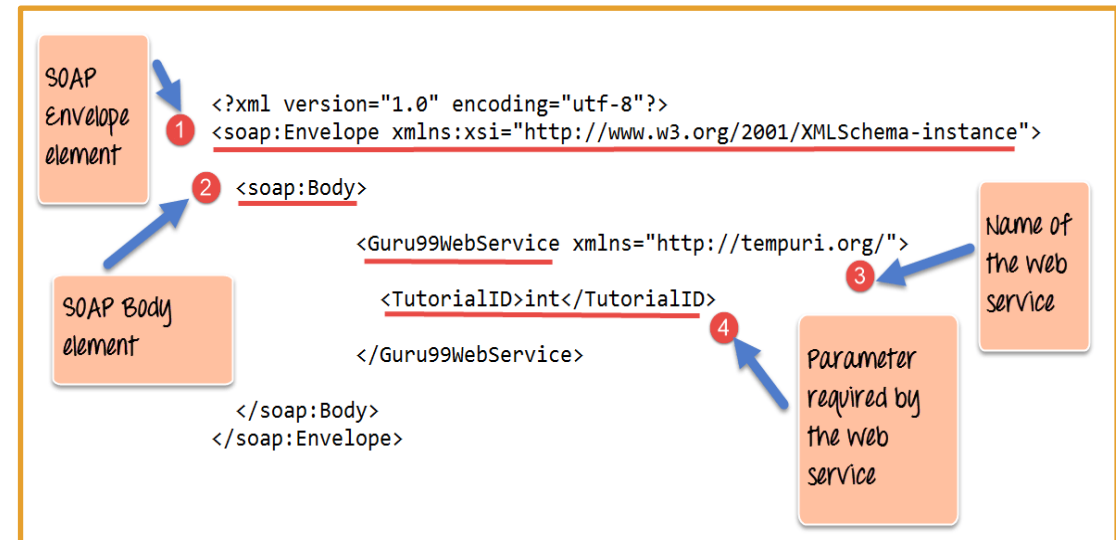 SOAP
Envelope
element
1
<?xml version="1.0" encoding="utf-8"?>
<soap:Envelope xmlns:xsi="http://www.w3.org/2001/XMLSchema-instance">
2
<soap:Body>
<Guru99WebService xmlns="http://tempuri.org/">
3
Name of
the web
service
SOAP Body
element
<TutorialID>int</TutorialID>
4
</Guru99WebService>
Parameter
required by
the web
service
</soap:Body>
</soap:Envelope>